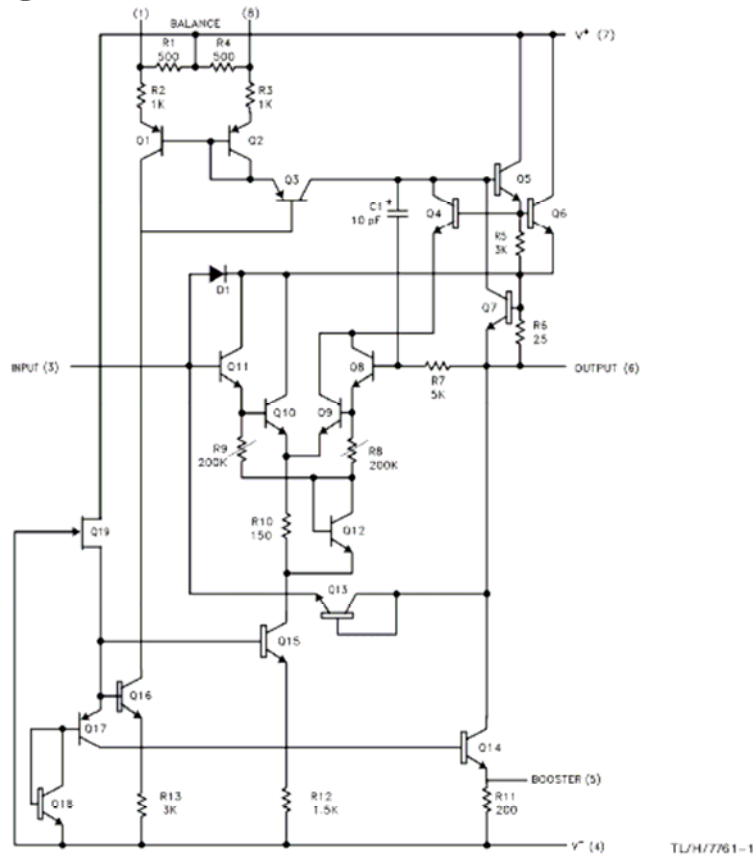 (1)
(8)
BALANCE
V+ (7)
R1
500
R4
500
R2
1K
R3
1K
Q1
Q2
Q3
C1 *
10 pF
Q4
Q5
R5
3K
Q6
D1
Q7
R6
25
INPUT (3)
Q11
Q8
R7
5K
OUTPUT (6)
Q10
Q9
R9
200K
R8
200K
R10
150
Q12
Q19
Q13
Q15
Q16
Q17
Q14
BOOSTER (5)
Q18
R13
3K
R12
1.5K
R11
200
V- (4)
TL/H/7761-1